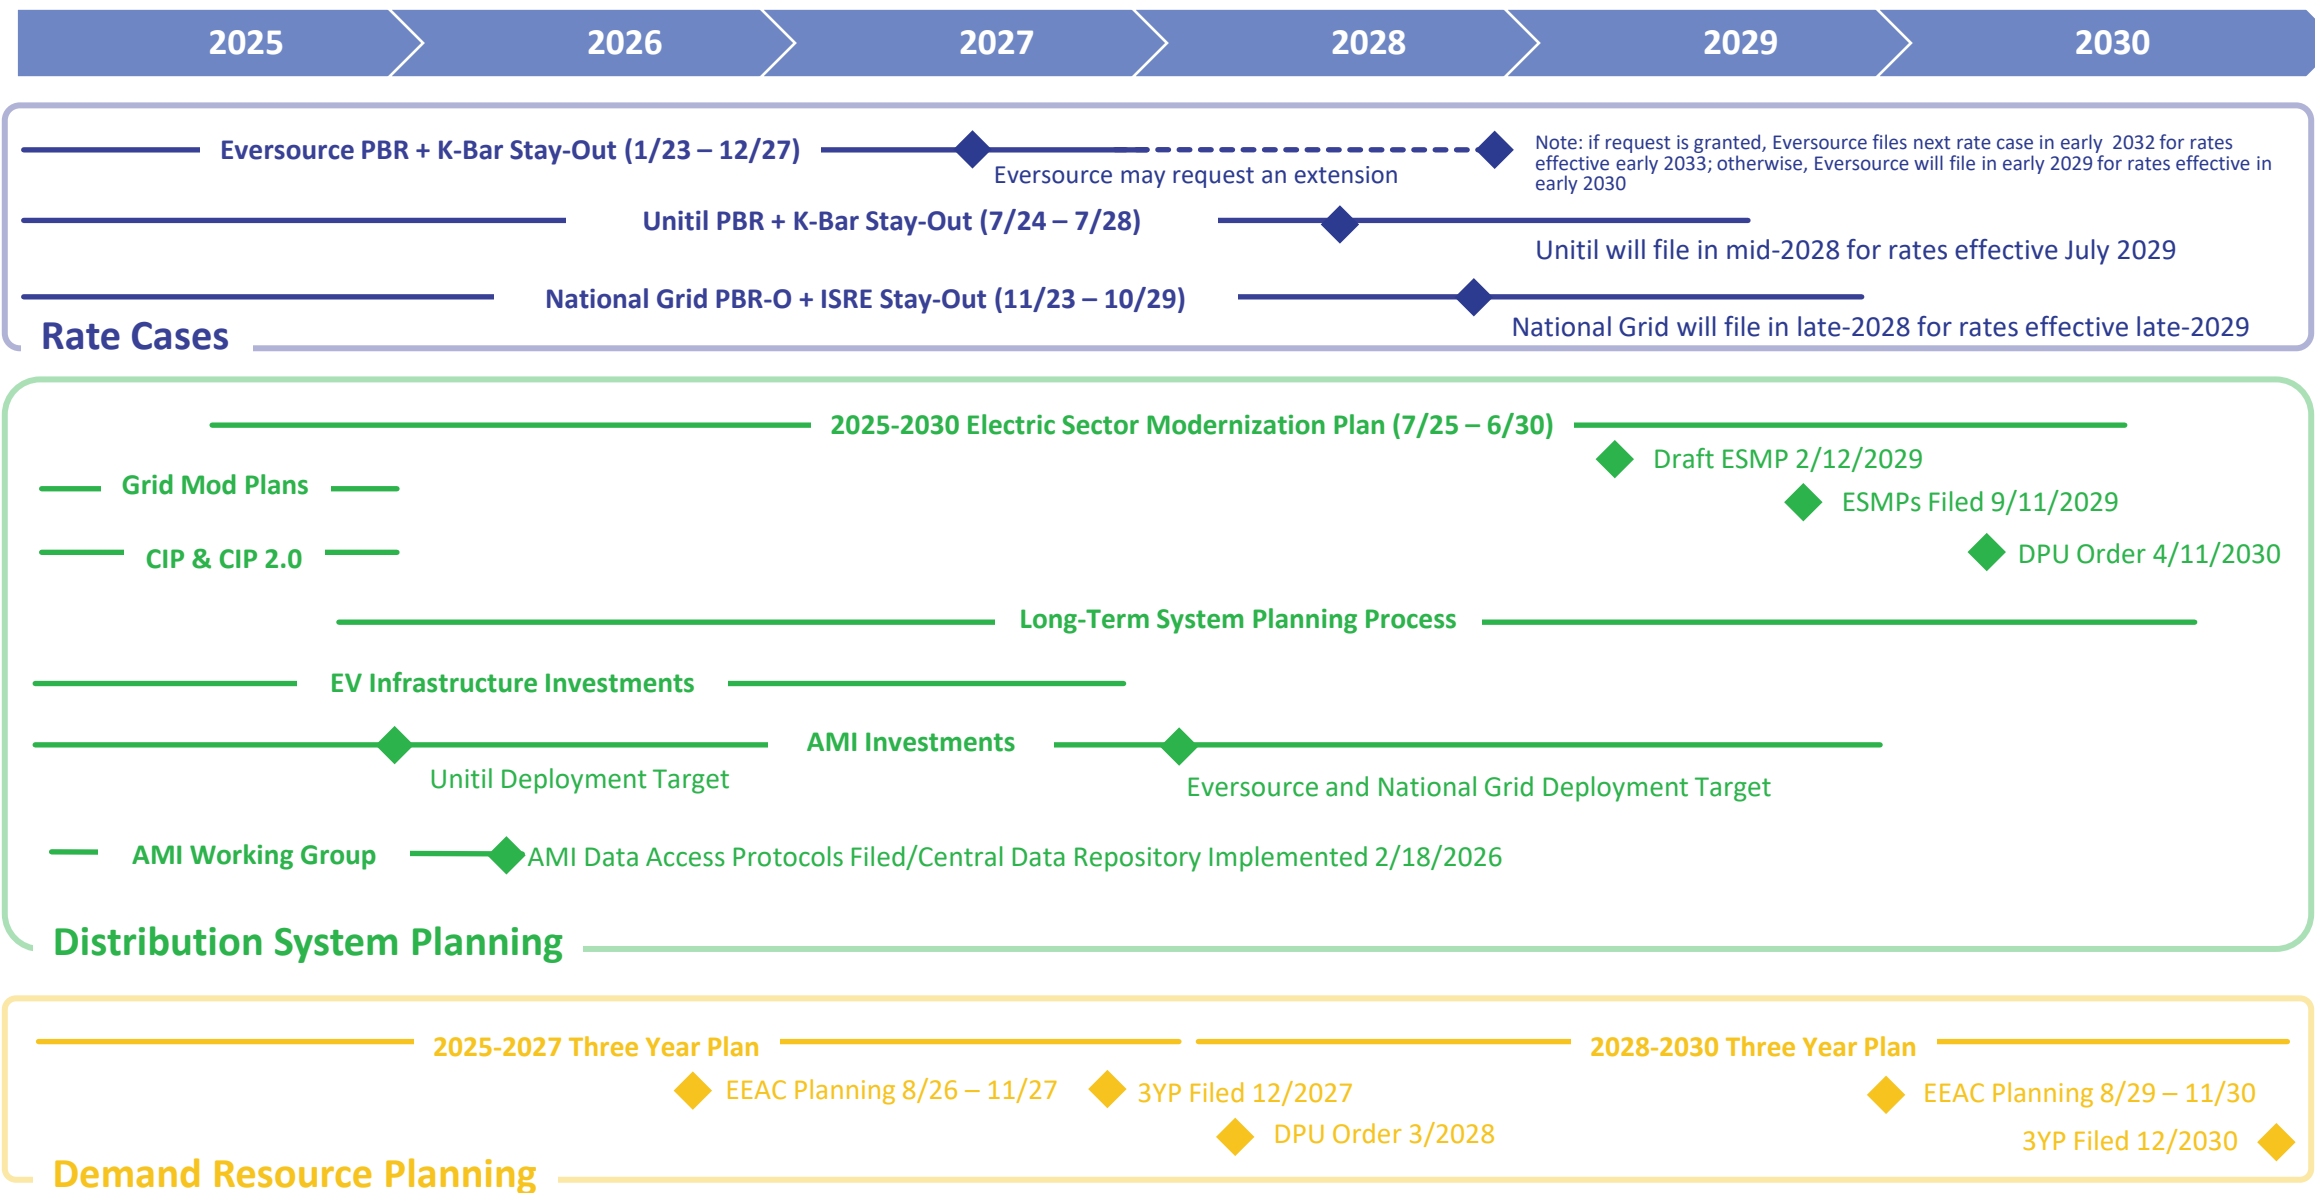 2025
2026
2027
2028
2029
2030
Eversource PBR + K-Bar Stay-Out (1/23 – 12/27)
Eversource may request an extension
Note: if request is granted, Eversource files next rate case in early 2032 for rates
effective early 2033; otherwise, Eversource will file in early 2029 for rates effective in
early 2030
Unitil PBR + K-Bar Stay-Out (7/24 – 7/28)
Unitil will file in mid-2028 for rates effective July 2029
National Grid PBR-O + ISRE Stay-Out (11/23 – 10/29)
National Grid will file in late-2028 for rates effective late-2029
Rate Cases
2025-2030 Electric Sector Modernization Plan (7/25 – 6/30)
Draft ESMP 2/12/2029
Grid Mod Plans
ESMPs Filed 9/11/2029
CIP & CIP 2.0
DPU Order 4/11/2030
Long-Term System Planning Process
EV Infrastructure Investments
AMI Investments
Unitil Deployment Target
Eversource and National Grid Deployment Target
AMI Working Group
AMI Data Access Protocols Filed/Central Data Repository Implemented 2/18/2026
Distribution System Planning
2025-2027 Three Year Plan
2028-2030 Three Year Plan
EEAC Planning 8/26 – 11/27
3YP Filed 12/2027
EEAC Planning 8/29 – 11/30
DPU Order 3/2028
3YP Filed 12/2030
Demand Resource Planning